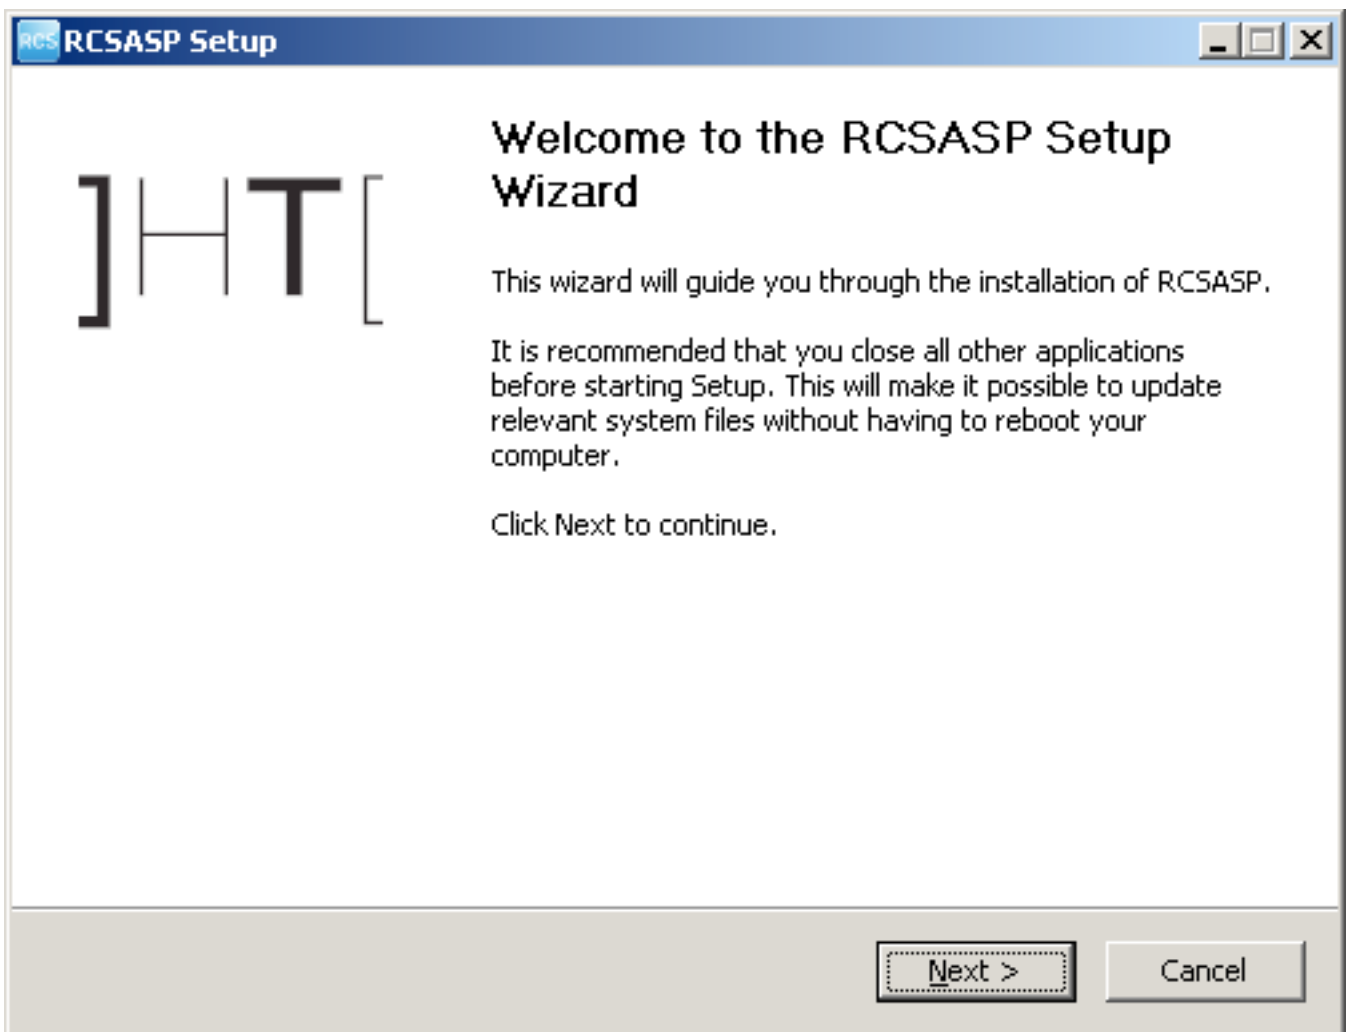 RCS RCSASP Setup
]HT[
Welcome to the RCSASP Setup
Wizard
This wizard will guide you through the installation of RCSASP.
It is recommended that you close all other applications
before starting Setup. This will make it possible to update
relevant system files without having to reboot your
computer.
Click Next to continue.
Next >
Cancel